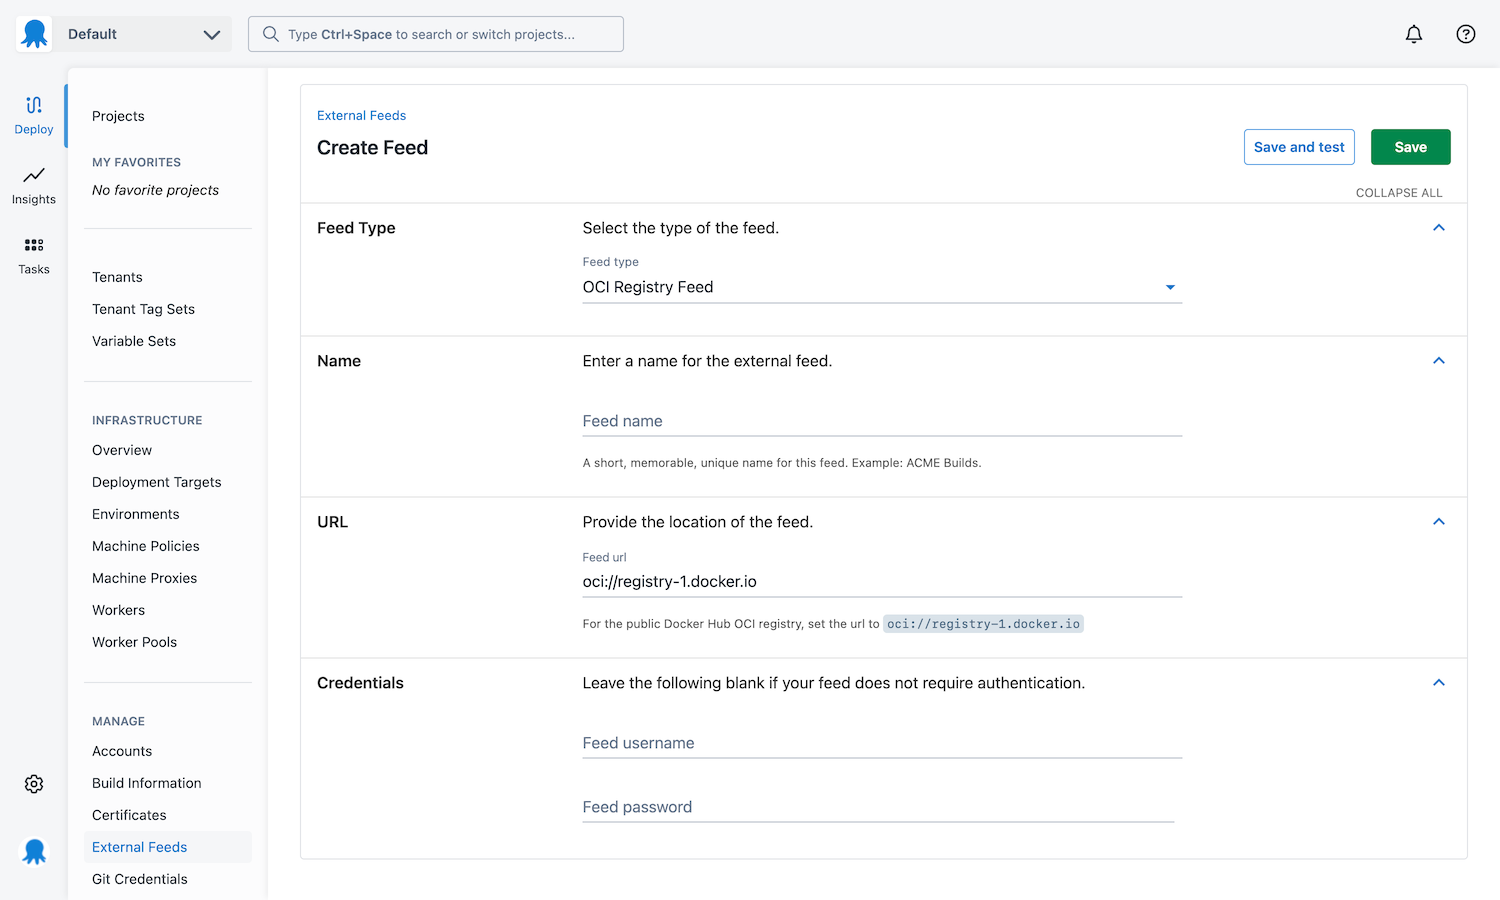 Default
Type Ctrl+Space to search or switch projects...
Deploy
Insights
Tasks
Projects
MY FAVORITES
No favorite projects
Tenants
Tenant Tag Sets
Variable Sets
INFRASTRUCTURE
Overview
Deployment Targets
Environments
Machine Policies
Machine Proxies
Workers
Worker Pools
MANAGE
Accounts
Build Information
Certificates
External Feeds
Git Credentials
External Feeds
Create Feed
Save and test
Save
COLLAPSE ALL
Feed Type
Select the type of the feed.
Feed type
OCI Registry Feed
Name
Enter a name for the external feed.
Feed name
A short, memorable, unique name for this feed. Example: ACME Builds.
URL
Provide the location of the feed.
Feed url
oci://registry-1.docker.io
For the public Docker Hub OCI registry, set the url to oci://registry-1.docker.io
Credentials
Leave the following blank if your feed does not require authentication.
Feed username
Feed password